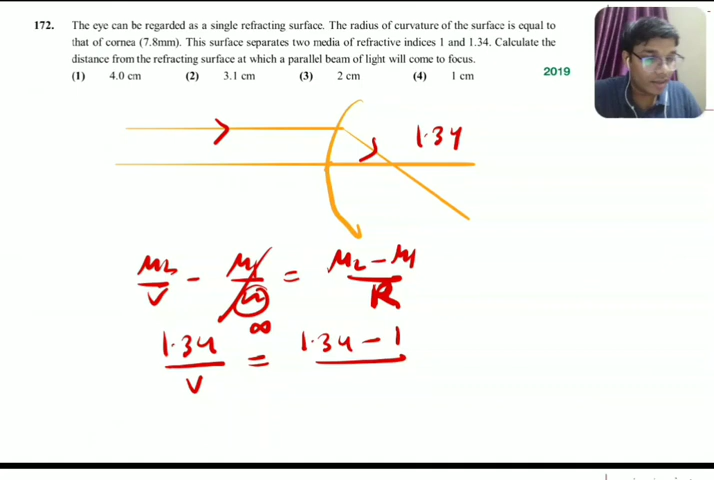 172. The eye can be regarded as a single refracting surface. The radius of curvature of the surface is equal to
that of cornea (7.8mm). This surface separates two media of refractive indices 1 and 1.34. Calculate the
distance from the refracting surface at which a parallel beam of light will come to focus.
(1) 4.0 cm (2) 3.1 cm (3) 2 cm (4) 1 cm 2019
1.34
μ2/v - μ1/u = μ2 - μ1/R
∞
1.34/v = 1.34 - 1